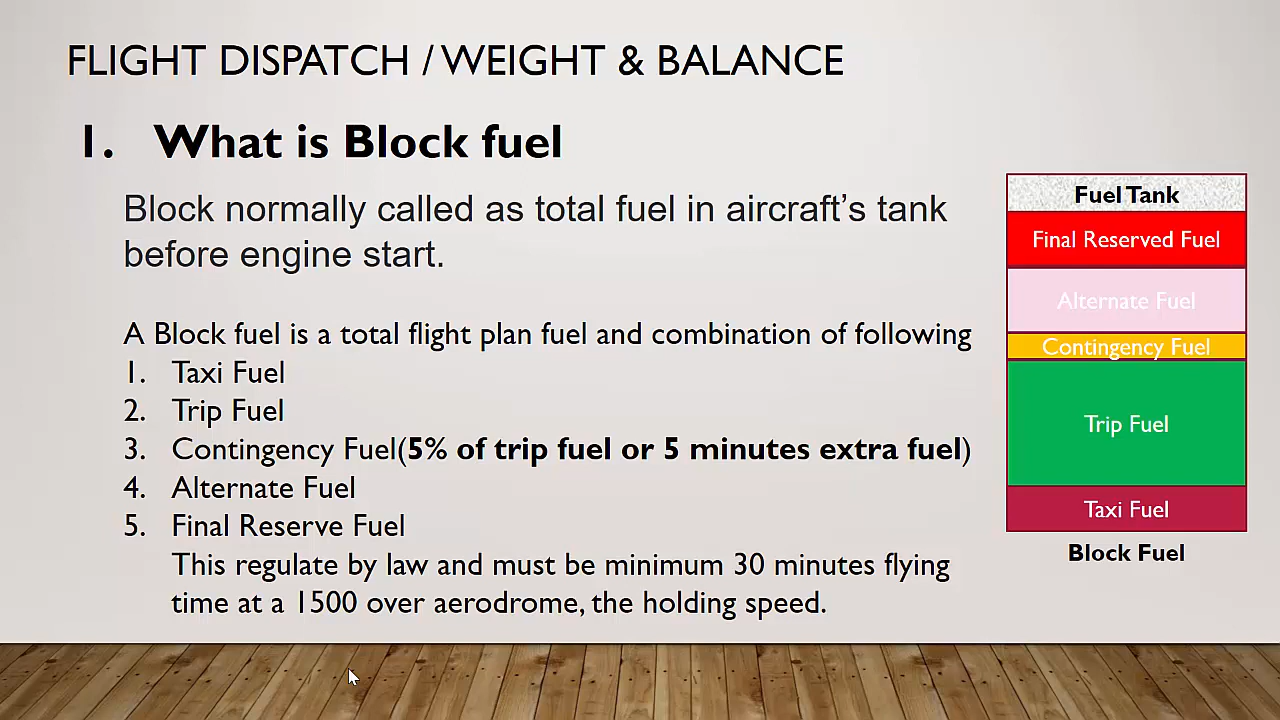 FLIGHT DISPATCH / WEIGHT & BALANCE
1. What is Block fuel
Block normally called as total fuel in aircraft's tank
before engine start.
A Block fuel is a total flight plan fuel and combination of following
1. Taxi Fuel
2. Trip Fuel
3. Contingency Fuel(5% of trip fuel or 5 minutes extra fuel)
4. Alternate Fuel
5. Final Reserve Fuel
This regulate by law and must be minimum 30 minutes flying
time at a 1500 over aerodrome, the holding speed.
Fuel Tank
Final Reserved Fuel
Alternate Fuel
Contingency Fuel
Trip Fuel
Taxi Fuel
Block Fuel